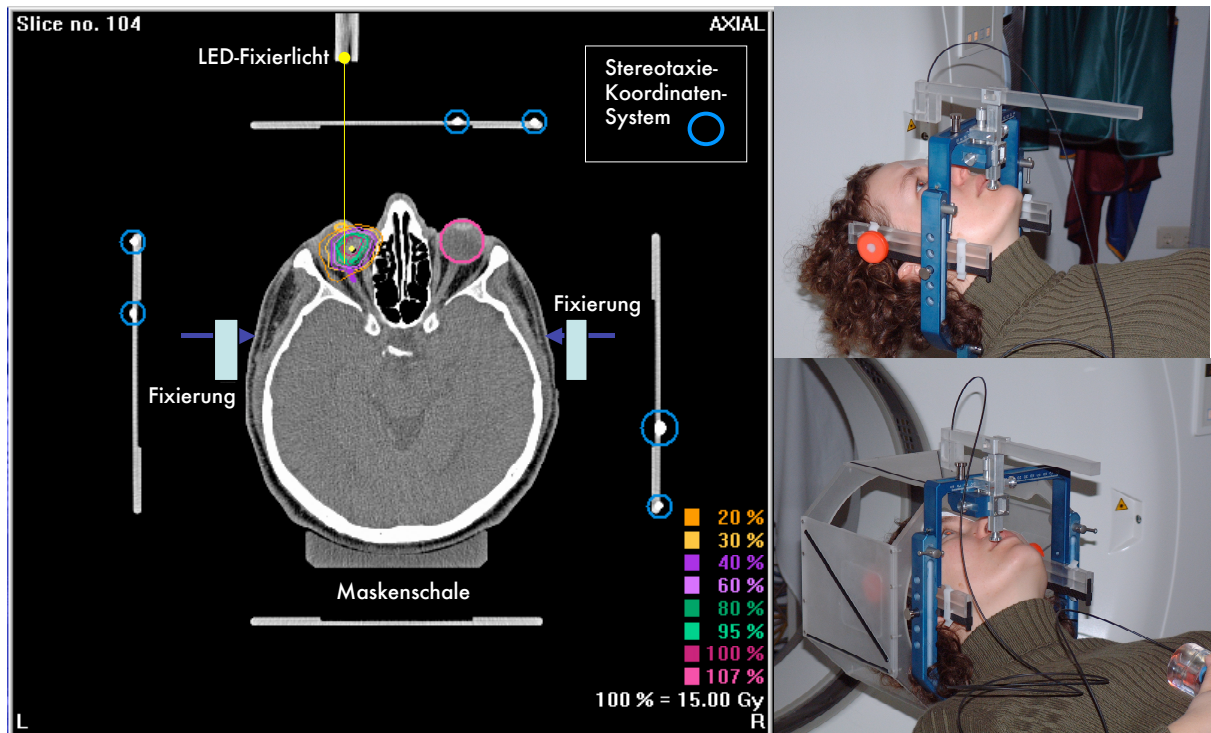 Slice no. 104
AXIAL
LED-Fixierlicht
Stereotaxie-
Koordinaten-
System
Fixierung
Fixierung
Maskenschale
20 %
30 %
40 %
60 %
80 %
95 %
100 %
107 %
100 % = 15.00 Gy
L
R